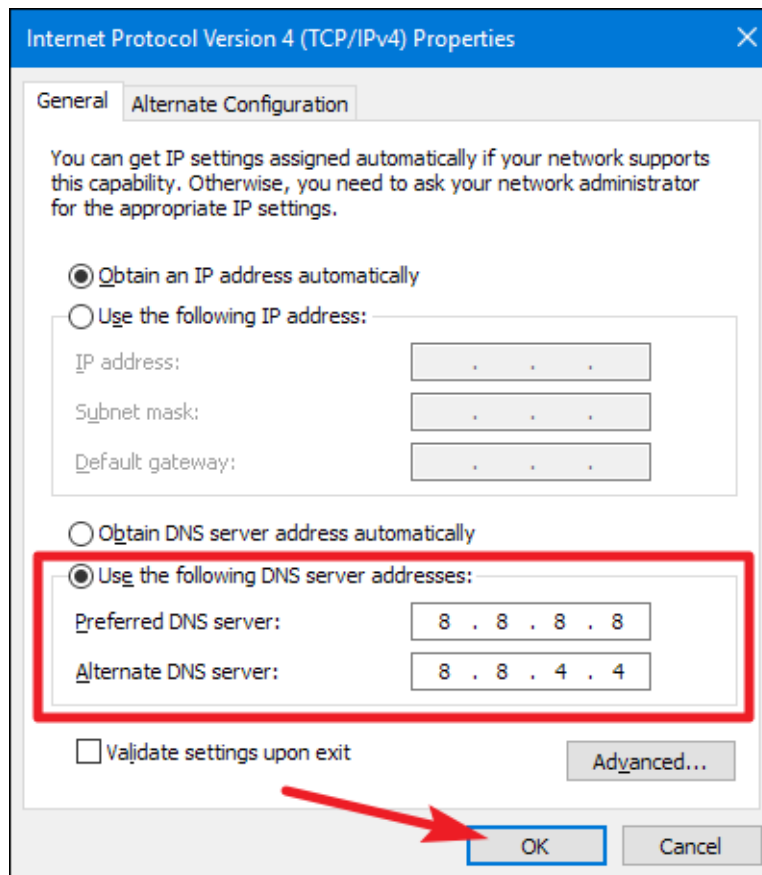 Internet Protocol Version 4 (TCP/IPv4) Properties
General
Alternate Configuration
You can get IP settings assigned automatically if your network supports
this capability. Otherwise, you need to ask your network administrator
for the appropriate IP settings.
Obtain an IP address automatically
Use the following IP address:
IP address:
. . .
Subnet mask:
. . .
Default gateway:
. . .
Obtain DNS server address automatically
Use the following DNS server addresses:
Preferred DNS server:
8 . 8 . 8 . 8
Alternate DNS server:
8 . 8 . 4 . 4
Validate settings upon exit
Advanced...
OK
Cancel